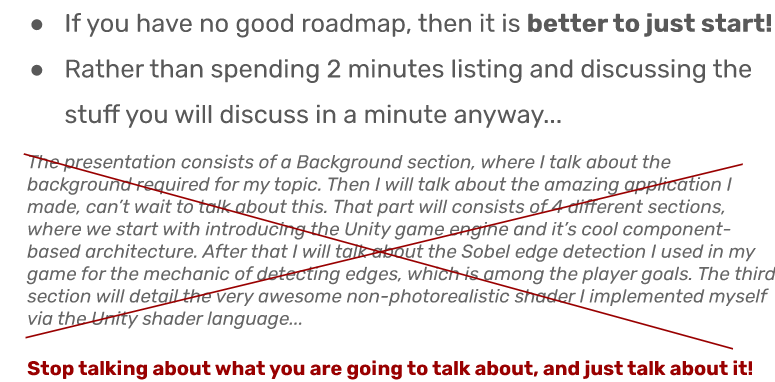 ● If you have no good roadmap, then it is better to just start!
● Rather than spending 2 minutes listing and discussing the
stuff you will discuss in a minute anyway...
The presentation consists of a Background section, where I talk about the
background required for my topic. Then I will talk about the amazing application I
made, can't wait to talk about this. That part will consists of 4 different sections,
where we start with introducing the Unity game engine and it's cool component-
based architecture. After that I will talk about the Sobel edge detection I used in my
game for the mechanic of detecting edges, which is among the player goals. The third
section will detail the very awesome non-photorealistic shader I implemented myself
via the Unity shader language...
Stop talking about what you are going to talk about, and just talk about it!